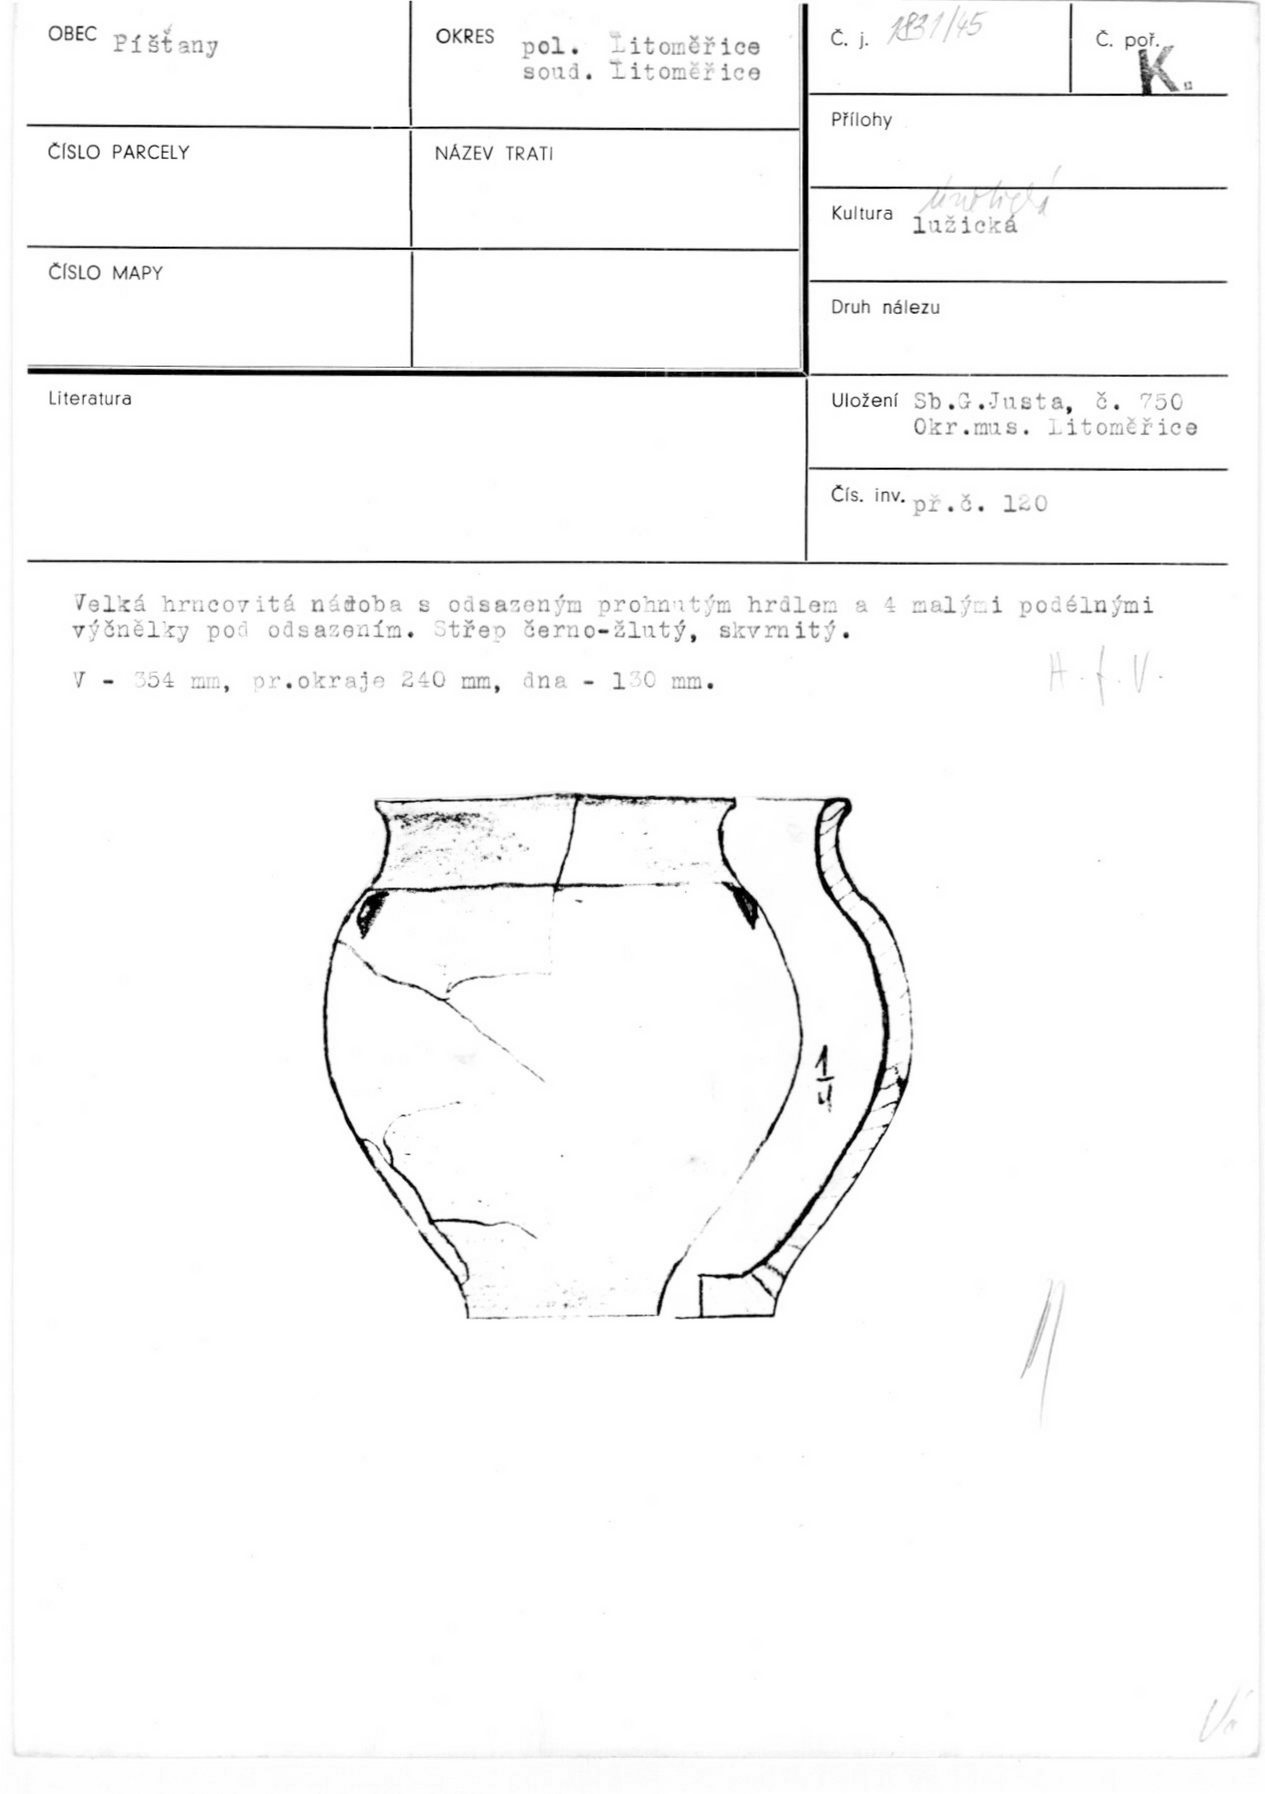 OBEC Píšťany
OKRES pol. Litoměřice
soud. Litoměřice
Č. j. 1831/45
Č. poř.
K.
ČÍSLO PARCELY
NÁZEV TRATI
Přílohy
Kultura únětická
lužická
ČÍSLO MAPY
Druh nálezu
Literatura
Uložení Sb.G.Justa, č. 750
Okr.mus. Litoměřice
Čís. inv. př.č. 120
Velká hrncovitá nádoba s odsazeným prohnutým hrdlem a 4 malými podélnými
výčnělky pod odsazením. Střep černo-žlutý, skvrnitý.
V - 354 mm, pr.okraje 240 mm, dna - 130 mm.
H. f. V.
1/4